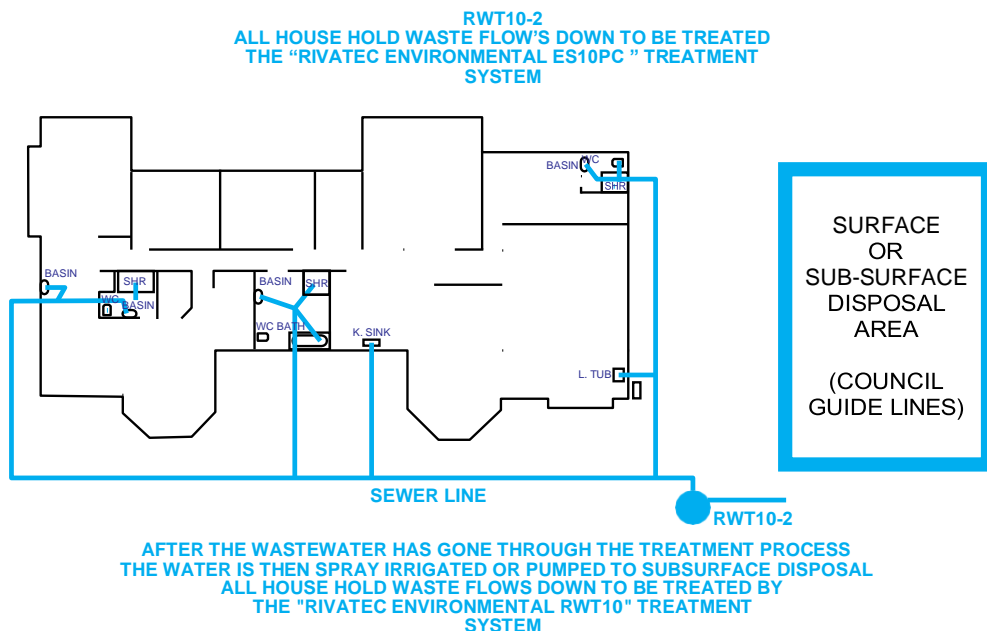 RWT10-2
ALL HOUSE HOLD WASTE FLOW'S DOWN TO BE TREATED
THE “RIVATEC ENVIRONMENTAL ES10PC ” TREATMENT
SYSTEM
BASIN
WC
SHR
SURFACE
OR
SUB-SURFACE
DISPOSAL
AREA
(COUNCIL
GUIDE LINES)
BASIN
SHR
WC
BASIN
BASIN
SHR
WC BATH
K. SINK
L. TUB
SEWER LINE
RWT10-2
AFTER THE WASTEWATER HAS GONE THROUGH THE TREATMENT PROCESS
THE WATER IS THEN SPRAY IRRIGATED OR PUMPED TO SUBSURFACE DISPOSAL
ALL HOUSE HOLD WASTE FLOWS DOWN TO BE TREATED BY
THE "RIVATEC ENVIRONMENTAL RWT10" TREATMENT
SYSTEM